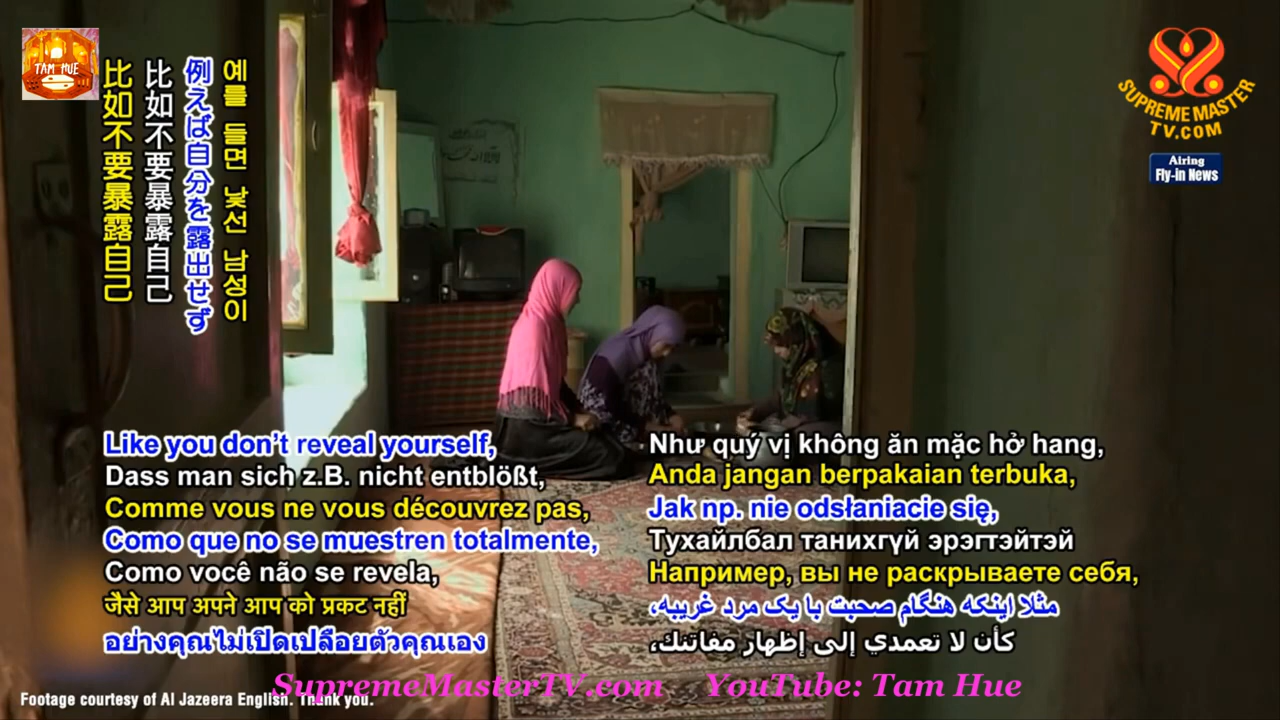 TAM HUE
SUPREME MASTER
TV.COM
Airing
Fly-in News
比如不要暴露自己
比如不要暴露自己
例えば自分を露出せず
예를 들면 낯선 남성이
Like you don’t reveal yourself,
Dass man sich z.B. nicht entblößt,
Comme vous ne vous découvrez pas,
Como que no se muestren totalmente,
Como você não se revela,
जैसे आप अपने आप को प्रकट नहीं
อย่างคุณไม่เปิดเปลือยตัวคุณเอง
Như quý vị không ăn mặc hở hang,
Anda jangan berpakaian terbuka,
Jak np. nie odsłaniacie się,
Тухайлбал танихгүй эрэгтэйтэй
Например, вы не раскрываете себя,
مثلا اینکه هنگام صحبت با یک مرد غریبه،
كأن لا تعمدي إلى إظهار مفاتنك،
Footage courtesy of Al Jazeera English. Thank you.
SupremeMasterTV.com YouTube: Tam Hue